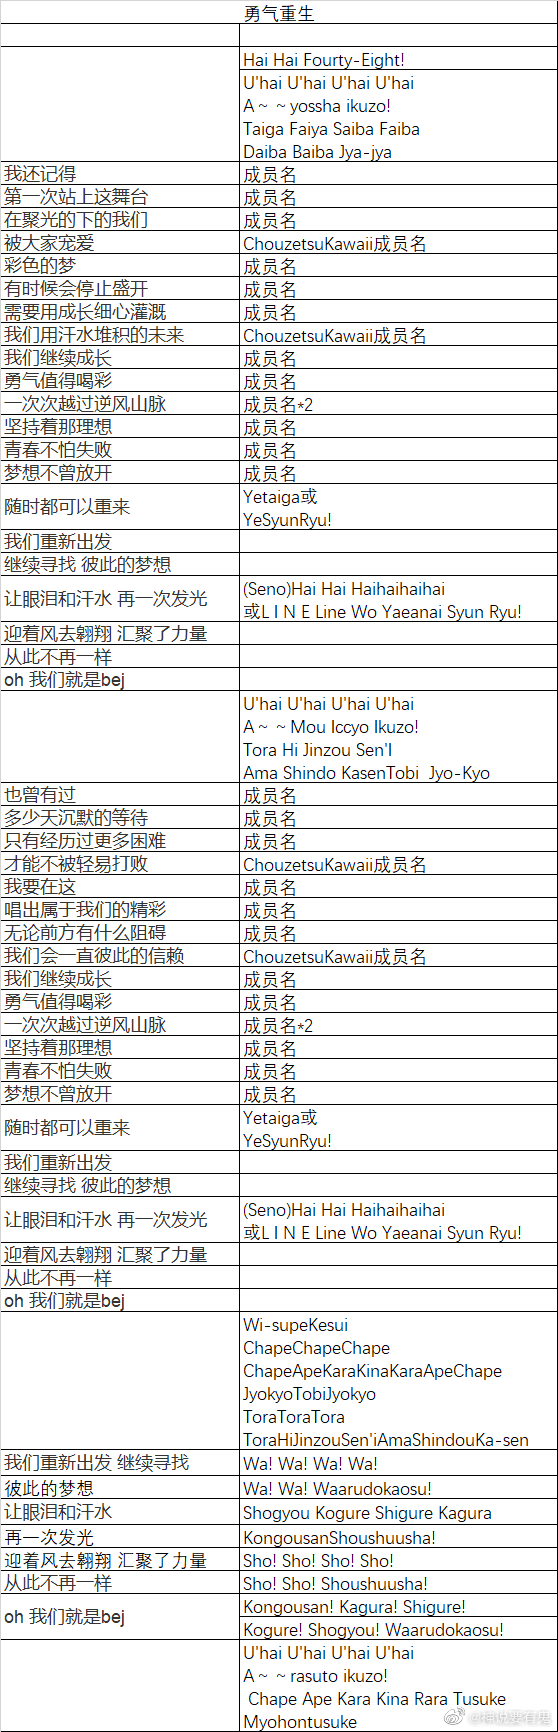 勇气重生
Hai Hai Fourty-Eight!
U'hai U'hai U'hai U'hai
A～～yossha ikuzo!
Taiga Faiya Saiba Faiba
Daiba Baiba Jya-jya
我还记得 成员名
第一次站上这舞台 成员名
在聚光的下的我们 成员名
被大家宠爱 ChouzetsuKawaii成员名
彩色的梦 成员名
有时候会停止盛开 成员名
需要用成长细心灌溉 成员名
我们用汗水堆积的未来 ChouzetsuKawaii成员名
我们继续成长 成员名
勇气值得喝彩 成员名
一次次越过逆风山脉 成员名*2
坚持着那理想 成员名
青春不怕失败 成员名
梦想不曾放开 成员名
随时都可以重来 Yetaiga或
YeSyunRyu!
我们重新出发
继续寻找 彼此的梦想
让眼泪和汗水 再一次发光 (Seno)Hai Hai Haihaihaihai
或L I N E Line Wo Yaeanai Syun Ryu!
迎着风去翱翔 汇聚了力量
从此不再一样
oh 我们就是bej
U'hai U'hai U'hai U'hai
A～～Mou Iccyo Ikuzo!
Tora Hi Jinzou Sen'I
Ama Shindo KasenTobi Jyo-Kyo
也曾有过 成员名
多少天沉默的等待 成员名
只有经历过更多困难 成员名
才能不被轻易打败 ChouzetsuKawaii成员名
我要在这 成员名
唱出属于我们的精彩 成员名
无论前方有什么阻碍 成员名
我们会一直彼此的信赖 ChouzetsuKawaii成员名
我们继续成长 成员名
勇气值得喝彩 成员名
一次次越过逆风山脉 成员名*2
坚持着那理想 成员名
青春不怕失败 成员名
梦想不曾放开 成员名
随时都可以重来 Yetaiga或
YeSyunRyu!
我们重新出发
继续寻找 彼此的梦想
让眼泪和汗水 再一次发光 (Seno)Hai Hai Haihaihaihai
或L I N E Line Wo Yaeanai Syun Ryu!
迎着风去翱翔 汇聚了力量
从此不再一样
oh 我们就是bej
Wi-supeKesui
ChapeChapeChape
ChapeApeKaraKinaKaraApeChape
JyokyoTobiJyokyo
ToraToraTora
ToraHiJinzouSen'iAmaShindouKa-sen
我们重新出发 继续寻找 Wa! Wa! Wa! Wa!
彼此的梦想 Wa! Wa! Waarudokaosu!
让眼泪和汗水 Shogyou Kogure Shigure Kagura
再一次发光 KongousanShoushuusha!
迎着风去翱翔 汇聚了力量 Sho! Sho! Sho! Sho!
从此不再一样 Sho! Sho! Shoushuusha!
oh 我们就是bej Kongousan! Kagura! Shigure!
Kogure! Shogyou! Waarudokaosu!
U'hai U'hai U'hai U'hai
A～～rasuto ikuzo!
Chape Ape Kara Kina Rara Tusuke
Myohontusuke